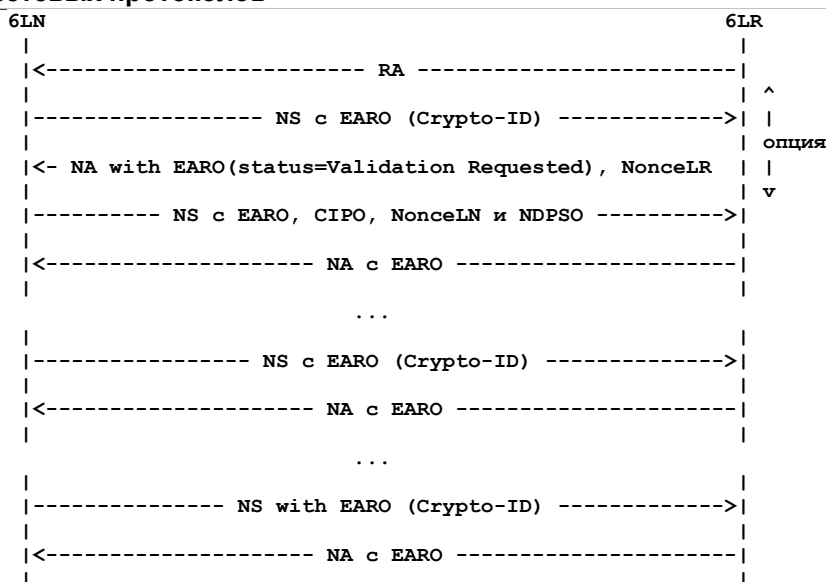 6LN 6LR
|<------------------------- RA -------------------------|
^
|------------------ NS с EARO (Crypto-ID) ------------->| |
опция
|<- NA with EARO(status=Validation Requested), NonceLR | |
v
|---------- NS с EARO, CIPO, NonceLN и NDPSO ---------->|
|<--------------------- NA с EARO ----------------------|
...
|----------------- NS с EARO (Crypto-ID) -------------->|
|<--------------------- NA с EARO ----------------------|
...
|--------------- NS with EARO (Crypto-ID) ------------->|
|<--------------------- NA с EARO ----------------------|